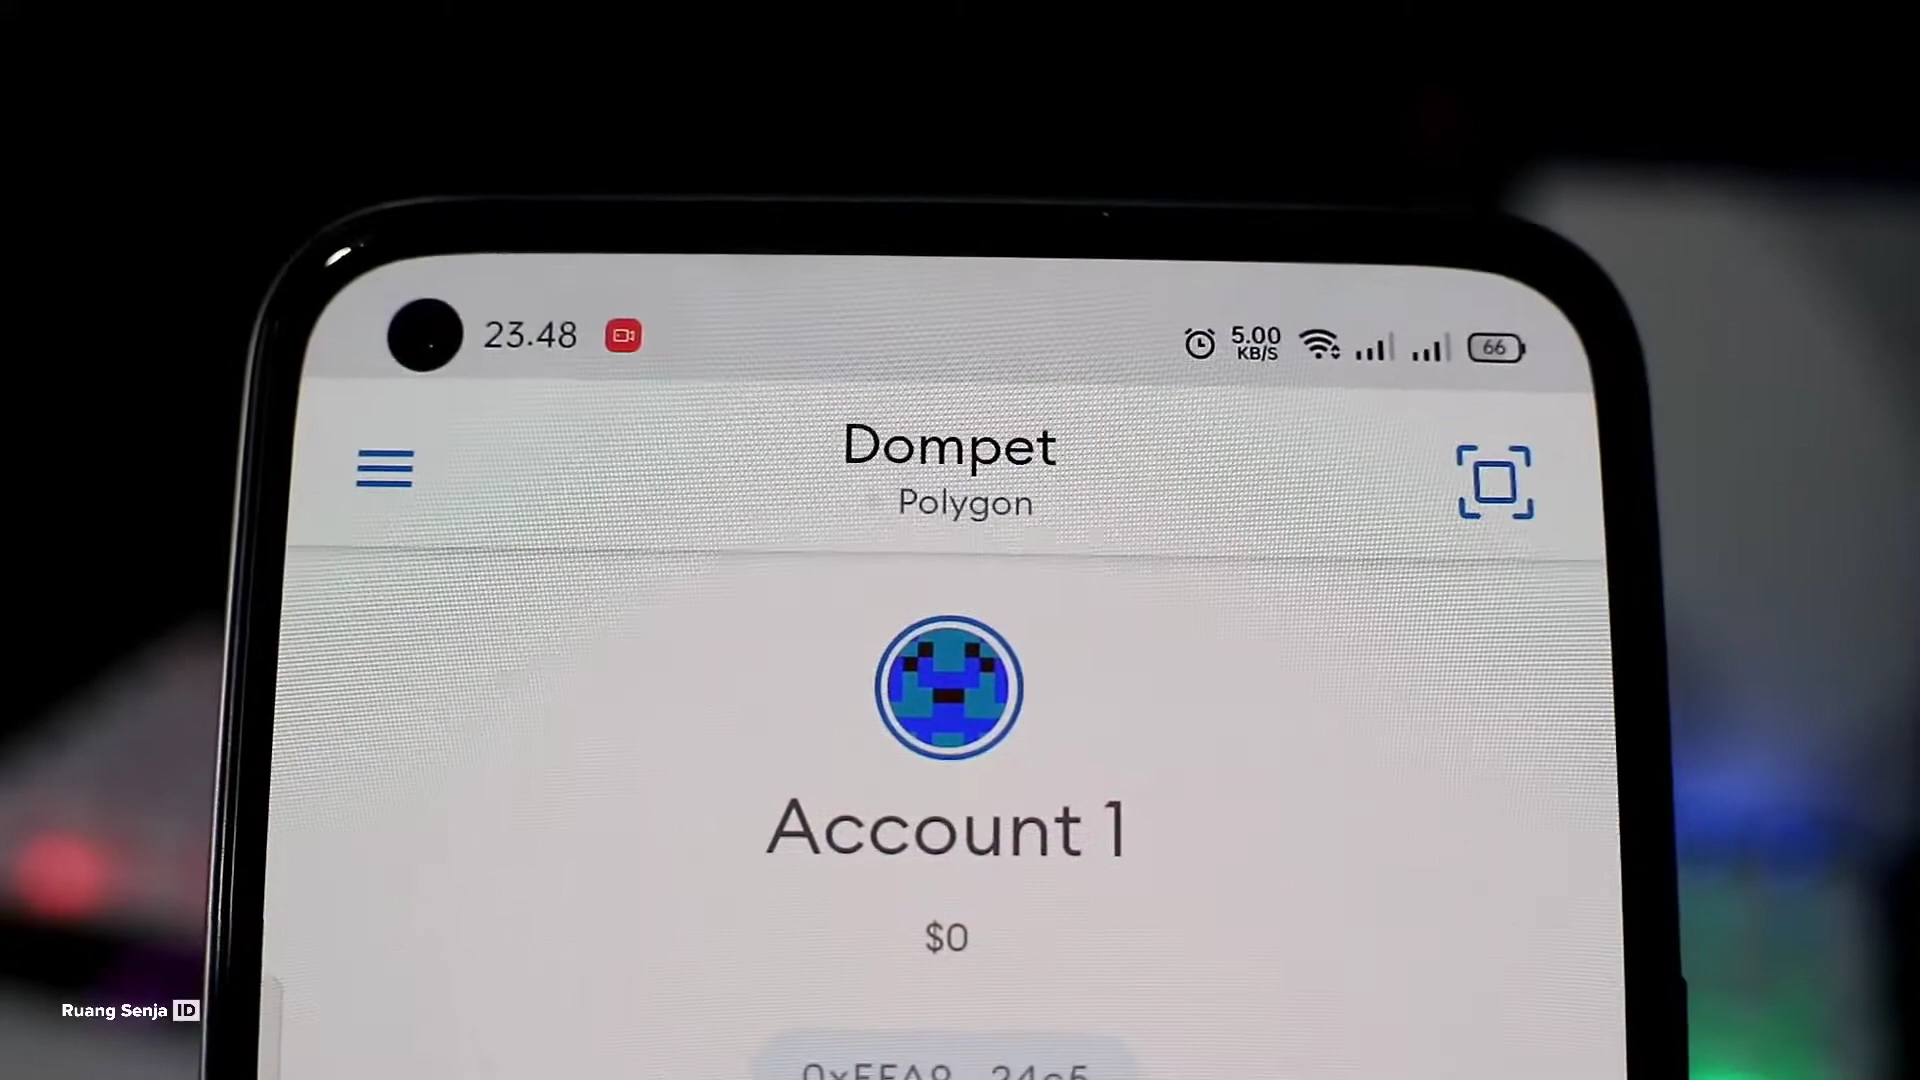 23.48
5.00
KB/S
66
Dompet
Polygon
Account 1
$0
Ruang Senja ID